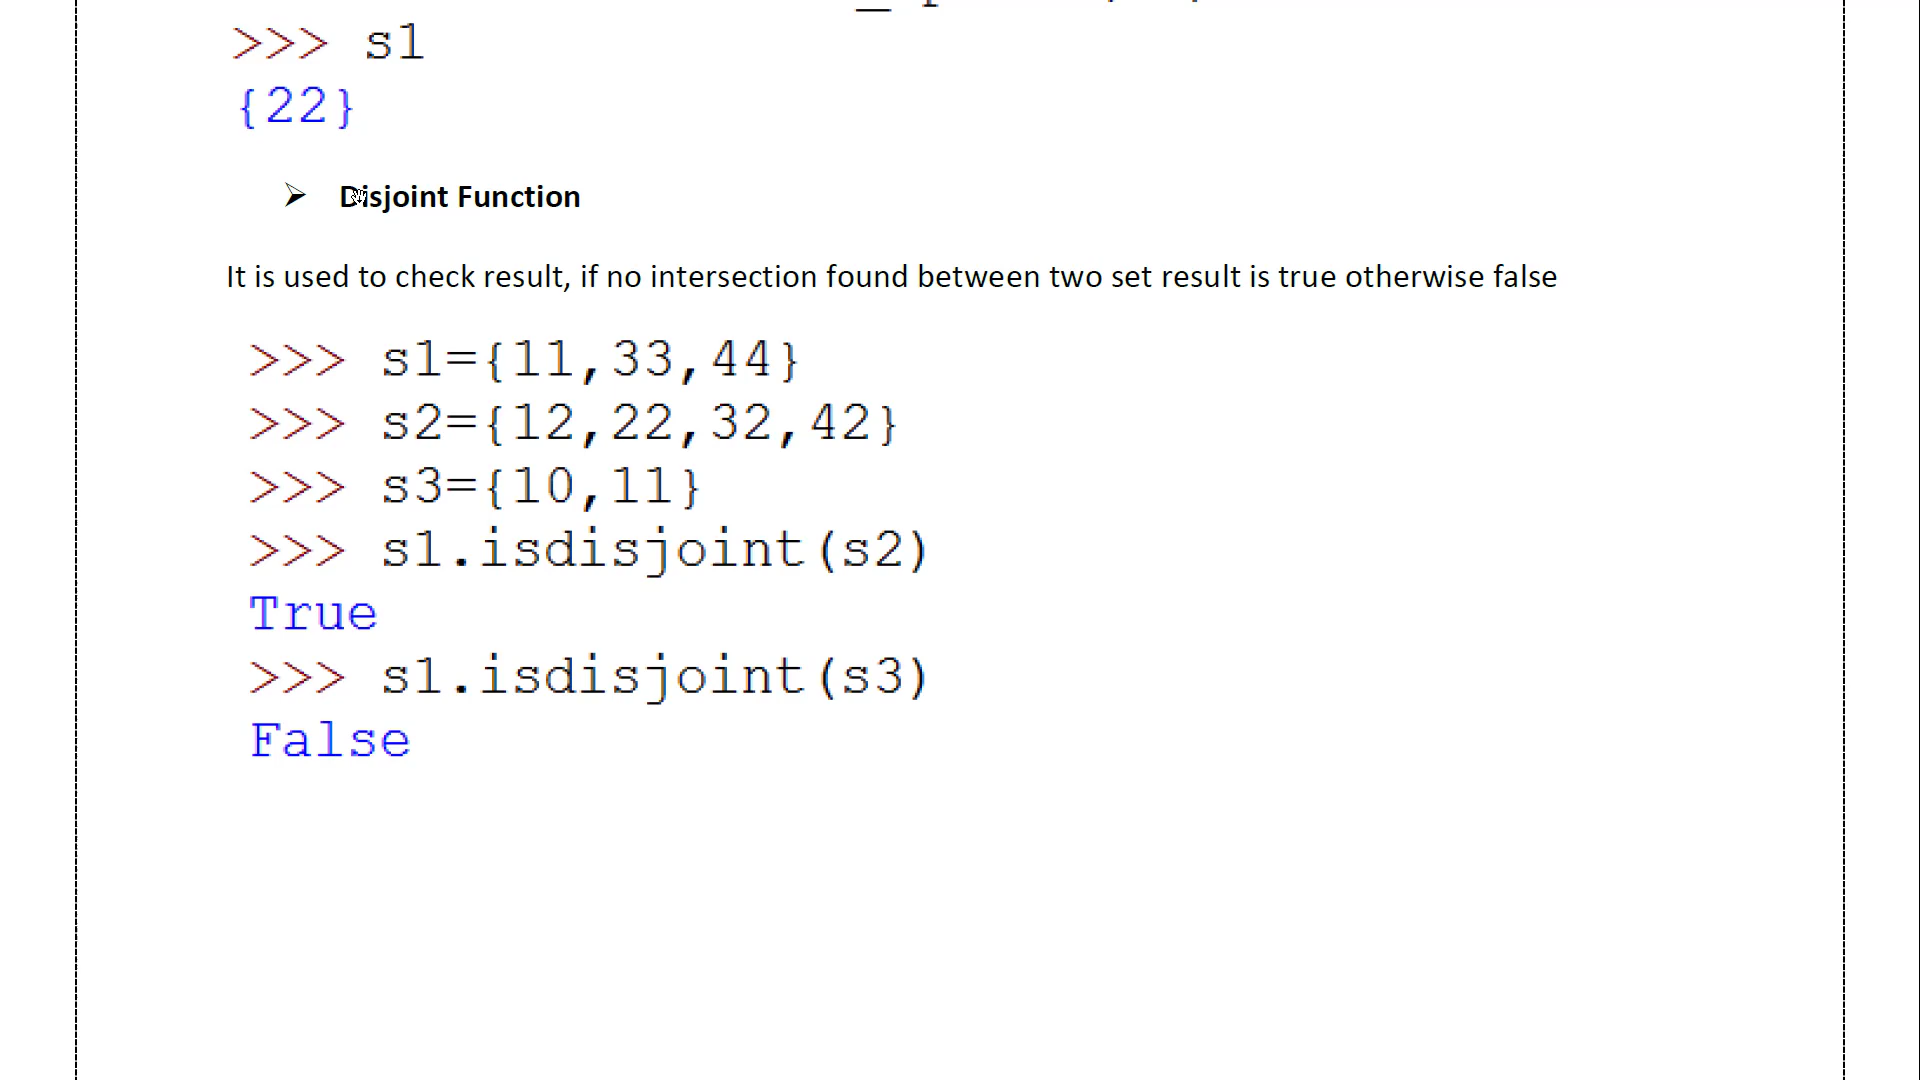 >>> s1
{22}
➢ Disjoint Function
It is used to check result, if no intersection found between two set result is true otherwise false
>>> s1={11,33,44}
>>> s2={12,22,32,42}
>>> s3={10,11}
>>> s1.isdisjoint(s2)
True
>>> s1.isdisjoint(s3)
False